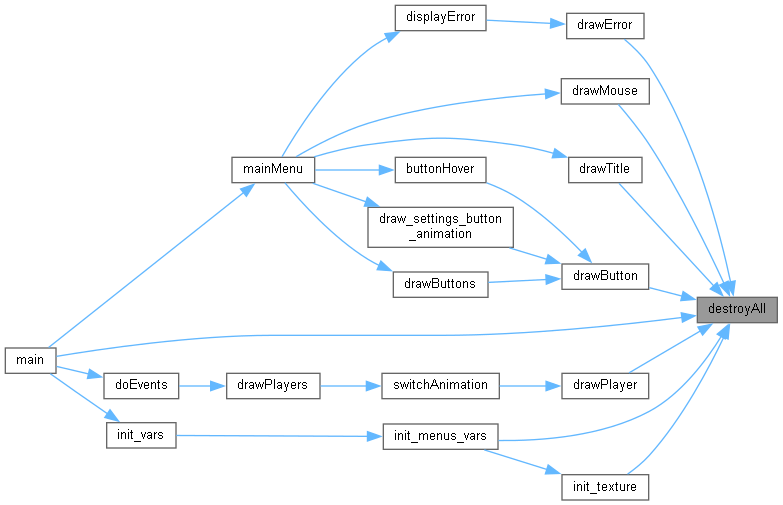 displayError
drawError
drawMouse
mainMenu
buttonHover
drawTitle
draw_settings_button
_animation
drawButtons
drawButton
destroyAll
main
doEvents
drawPlayers
switchAnimation
drawPlayer
init_vars
init_menus_vars
init_texture